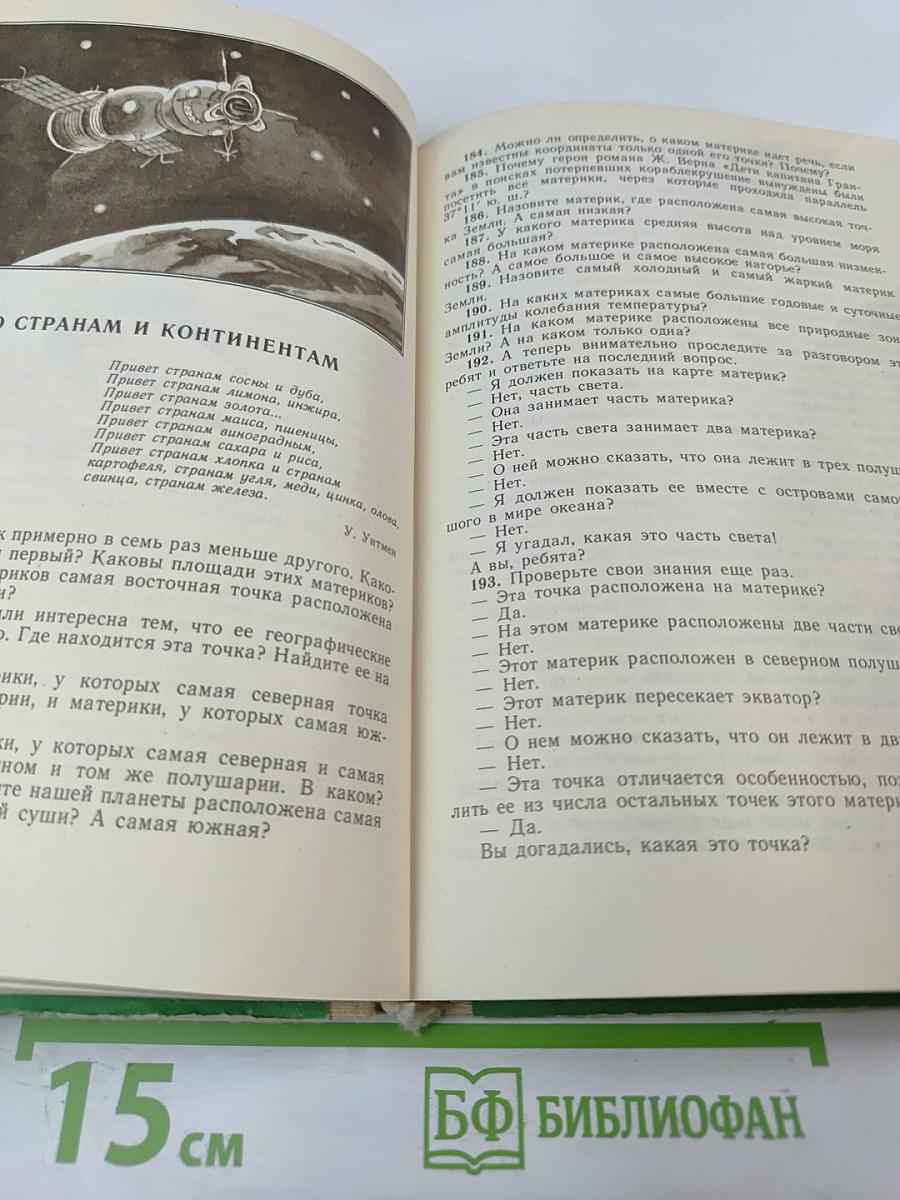 О СТРАНАМ И КОНТИНЕНТАМ
Привет странам сосны и дуба,
Привет странам лимона, инжира,
Привет странам золота...
Привет странам маиса, пшеницы,
Привет странам виноградным,
Привет странам сахара и риса,
Привет странам хлопка и странам
картофеля, странам угля, меди, цинка, олова,
свинца, странам железа.
У. Уитмен
к примерно в семь раз меньше другого. Како-
первый? Каковы площади этих материков?
риков самая восточная точка расположена
или интересна тем, что ее географические
о. Где находится эта точка? Найдите ее на
рики, у которых самая северная точка
рии, и материки, у которых самая юж-
ки, у которых самая северная и самая
ном и том же полушарии. В каком?
те нашей планеты расположена самая
й суши? А самая южная?
184. Можно ли определить, о каком материке идет речь, если
вам известны координаты только одной его точки? Почему?
185. Почему герои романа Ж. Верна «Дети капитана Гран-
та» в поисках потерпевших кораблекрушение вынуждены были
посетить все материки, через которые проходила параллель
37°11' ю. ш.?
186. Назовите материк, где расположена самая высокая точ-
ка Земли. А самая низкая?
187. У какого материка средняя высота над уровнем моря
самая большая?
188. На каком материке расположена самая большая низмен-
ность? А самое большое и самое высокое нагорье?
189. Назовите самый холодный и самый жаркий материк
Земли.
190. На каких материках самые большие годовые и суточные
амплитуды колебания температуры?
191. На каком материке расположены все природные зон
Земли? А на каком только одна?
192. А теперь внимательно проследите за разговором эт
ребят и ответьте на последний вопрос.
— Я должен показать на карте материк?
— Нет, часть света.
— Она занимает часть материка?
— Нет.
— Эта часть света занимает два материка?
— Нет.
— О ней можно сказать, что она лежит в трех полуш
— Нет.
— Я должен показать ее вместе с островами само
шого в мире океана?
— Нет.
— Я угадал, какая это часть света!
А вы, ребята?
193. Проверьте свои знания еще раз.
— Эта точка расположена на материке?
— Да.
— На этом материке расположены две части све
— Нет.
— Этот материк расположен в северном полуш
— Нет.
— Этот материк пересекает экватор?
— Нет.
— О нем можно сказать, что он лежит в дв
— Нет.
— Эта точка отличается особенностью, поз
лить ее из числа остальных точек этого матери
— Да.
Вы догадались, какая это точка?
15 см
БФ БИБЛИОФАН